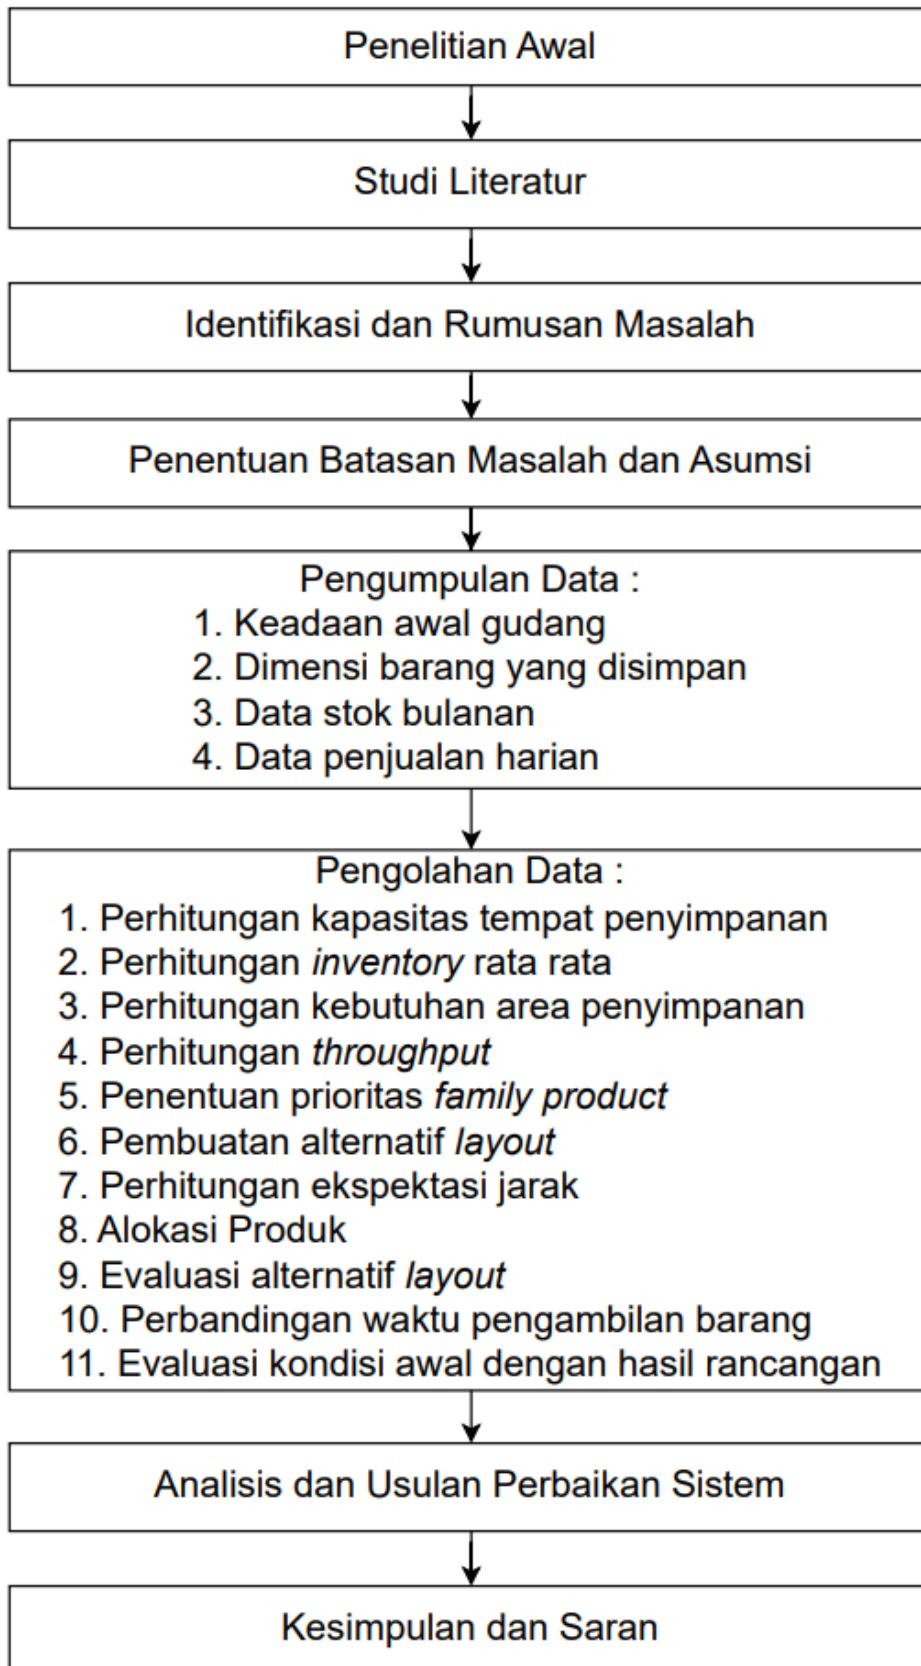 Penelitian Awal
Studi Literatur
Identifikasi dan Rumusan Masalah
Penentuan Batasan Masalah dan Asumsi
Pengumpulan Data :
1. Keadaan awal gudang
2. Dimensi barang yang disimpan
3. Data stok bulanan
4. Data penjualan harian
Pengolahan Data :
1. Perhitungan kapasitas tempat penyimpanan
2. Perhitungan inventory rata rata
3. Perhitungan kebutuhan area penyimpanan
4. Perhitungan throughput
5. Penentuan prioritas family product
6. Pembuatan alternatif layout
7. Perhitungan ekspektasi jarak
8. Alokasi Produk
9. Evaluasi alternatif layout
10. Perbandingan waktu pengambilan barang
11. Evaluasi kondisi awal dengan hasil rancangan
Analisis dan Usulan Perbaikan Sistem
Kesimpulan dan Saran